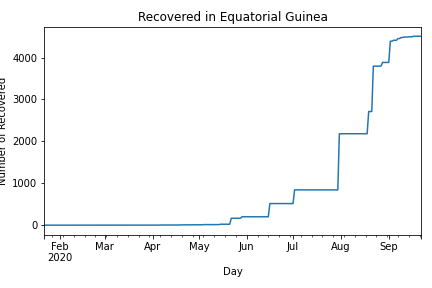 Recovered in Equatorial Guinea
Number of Recovered
4000
3000
2000
1000
0
Feb
2020
Mar
Apr
May
Jun
Jul
Aug
Sep
Day